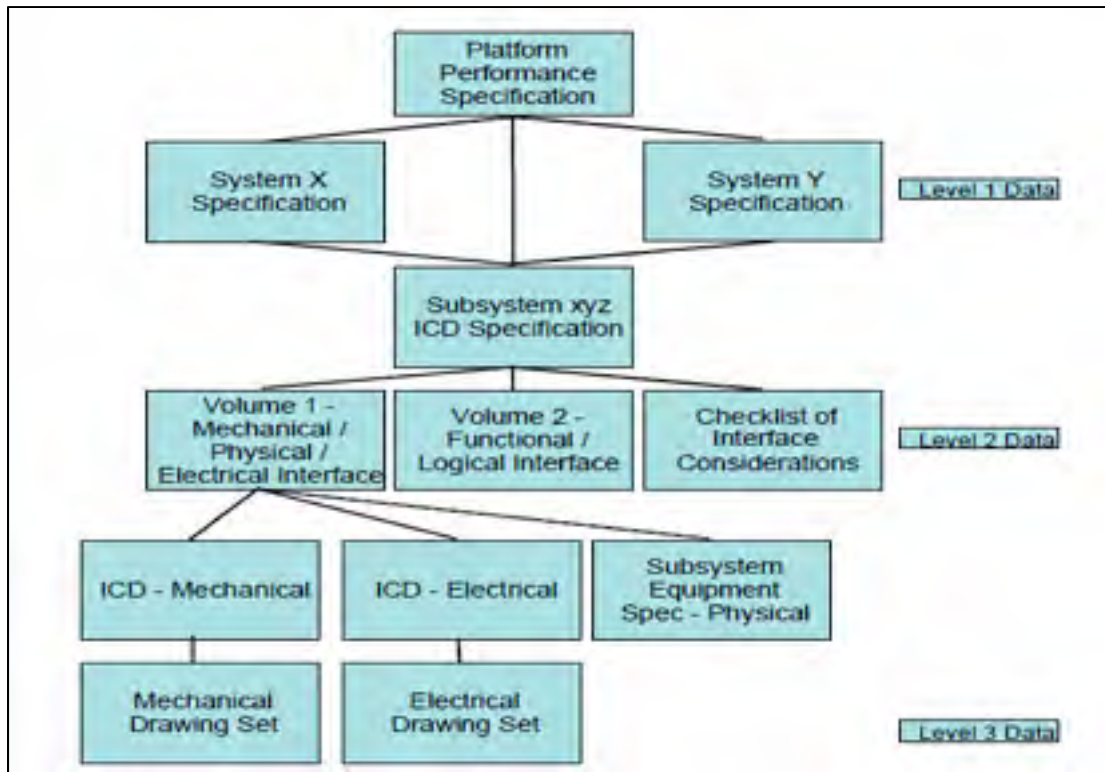 Platform
Performance
Specification
System X
Specification
System Y
Specification
Level 1 Data
Subsystem xyz
ICD Specification
Volume 1 -
Mechanical /
Physical /
Electrical Interface
Volume 2 -
Functional /
Logical Interface
Checklist of
Interface
Considerations
Level 2 Data
ICD - Mechanical
ICD - Electrical
Subsystem
Equipment
Spec - Physical
Mechanical
Drawing Set
Electrical
Drawing Set
Level 3 Data